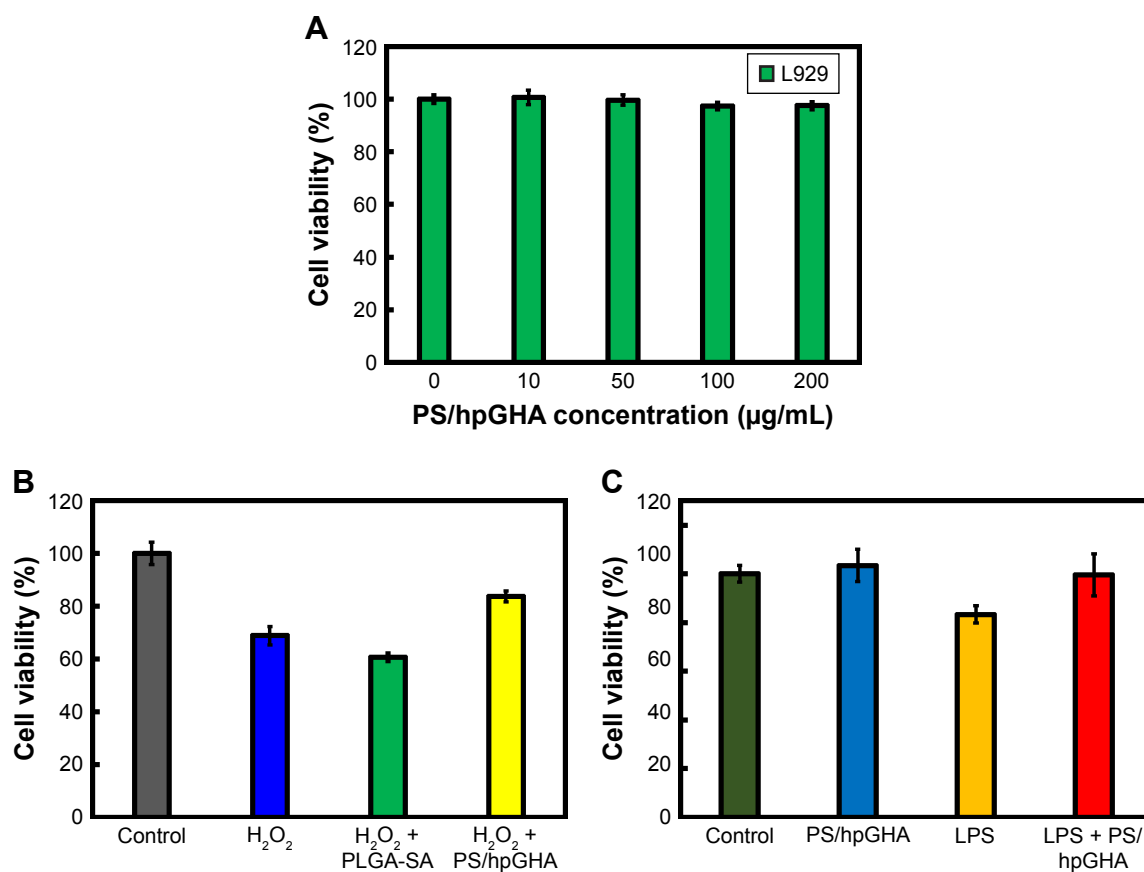 A
120
100
80
60
40
20
0
Cell viability (%)
L929
0 10 50 100 200
PS/hpGHA concentration (µg/mL)
B
120
100
80
60
40
20
0
Cell viability (%)
Control
H₂O₂
H₂O₂ +
PLGA-SA
H₂O₂ +
PS/hpGHA
C
120
100
80
60
40
20
0
Cell viability (%)
Control
PS/hpGHA
LPS
LPS + PS/
hpGHA